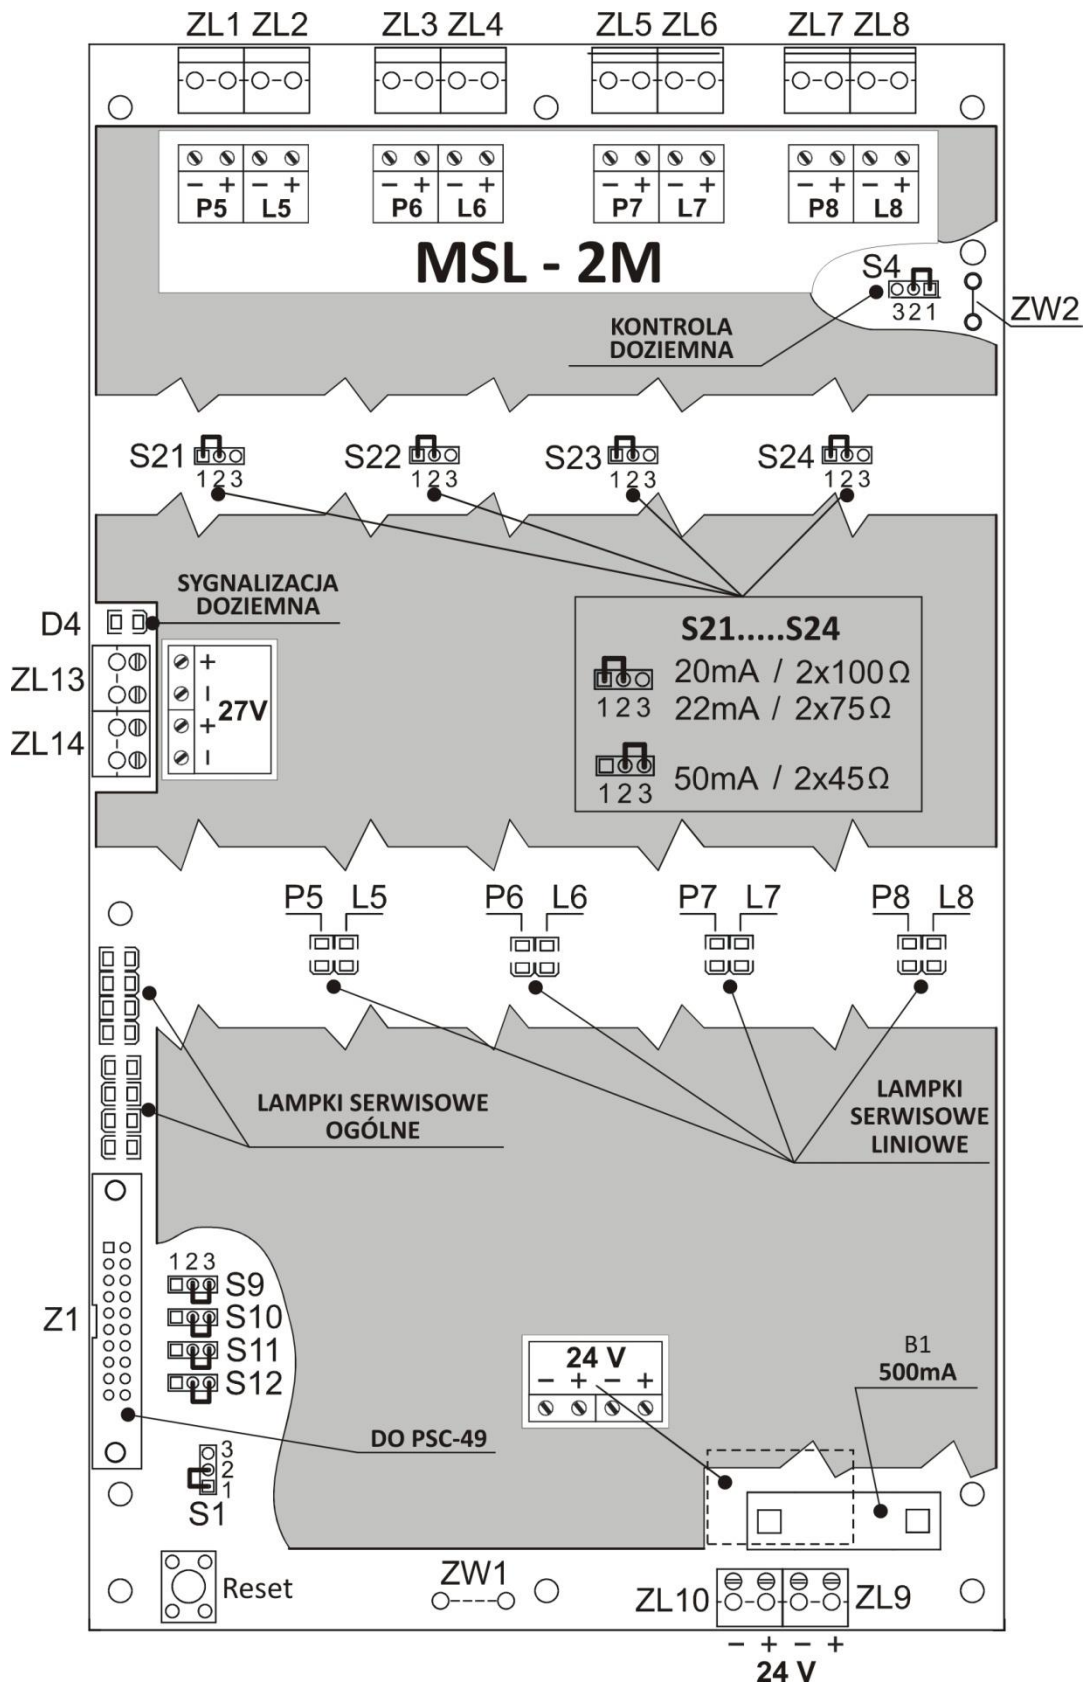 ZL1 ZL2 ZL3 ZL4 ZL5 ZL6 ZL7 ZL8
– + – + – + – + – + – + – + – +
P5 L5 P6 L6 P7 L7 P8 L8
MSL - 2M
S4
321
ZW2
KONTROLA
DOZIEMNA
S21 S22 S23 S24
123 123 123 123
SYGNALIZACJA
DOZIEMNA
D4
ZL13
ZL14
+
–
27V
+
–
S21.....S24
20mA / 2x100Ω
123 22mA / 2x75Ω
50mA / 2x45Ω
123
P5 L5 P6 L6 P7 L7 P8 L8
LAMPKI SERWISOWE
OGÓLNE
LAMPKI
SERWISOWE
LINIOWE
Z1
123
S9
S10
S11
S12
24 V
– + – +
B1
500mA
DO PSC-49
3
2
1
S1
Reset
ZW1
ZL10 ZL9
– + – +
24 V